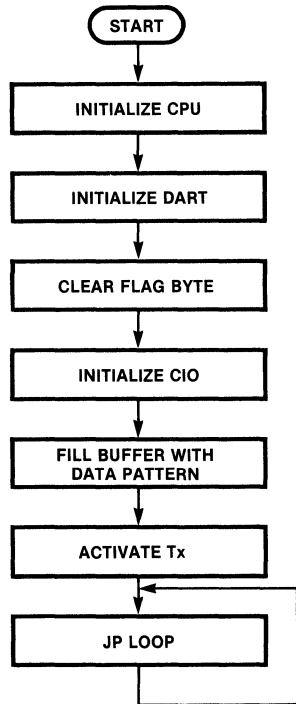 START
INITIALIZE CPU
INITIALIZE DART
CLEAR FLAG BYTE
INITIALIZE CIO
FILL BUFFER WITH
DATA PATTERN
ACTIVATE Tx
JP LOOP